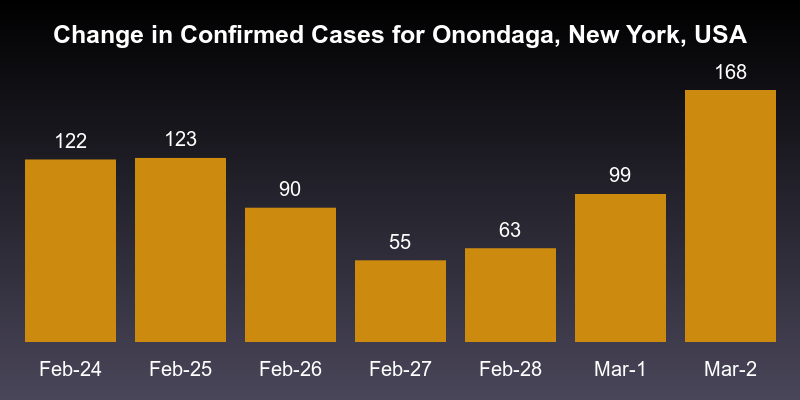 Change in Confirmed Cases for Onondaga, New York, USA
168
122
123
90
55
63
99
Feb-24
Feb-25
Feb-26
Feb-27
Feb-28
Mar-1
Mar-2